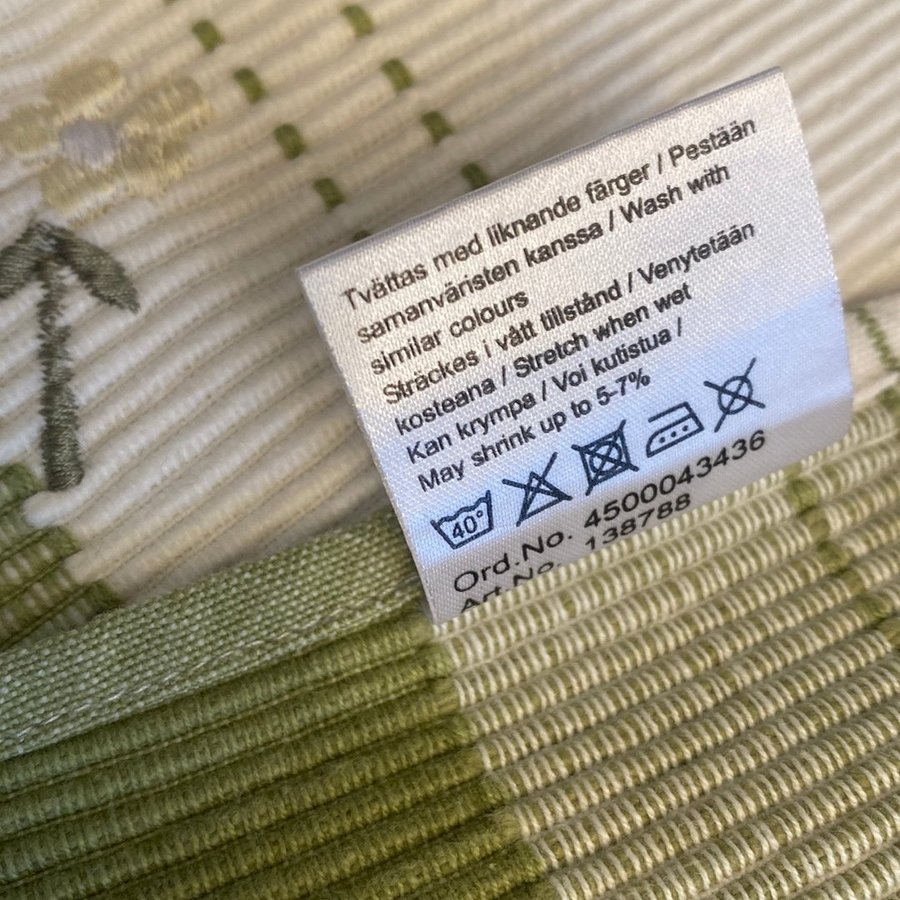 Tvättas med liknande färger / Pestään
samanväristen kanssa / Wash with
similar colours
Sträckes i vått tillstånd / Venytetään
kosteana / Stretch when wet
Kan krympa / Voi kutistua /
May shrink up to 5-7%
40°
Ord.No. 4500043436
Art.No. 138788